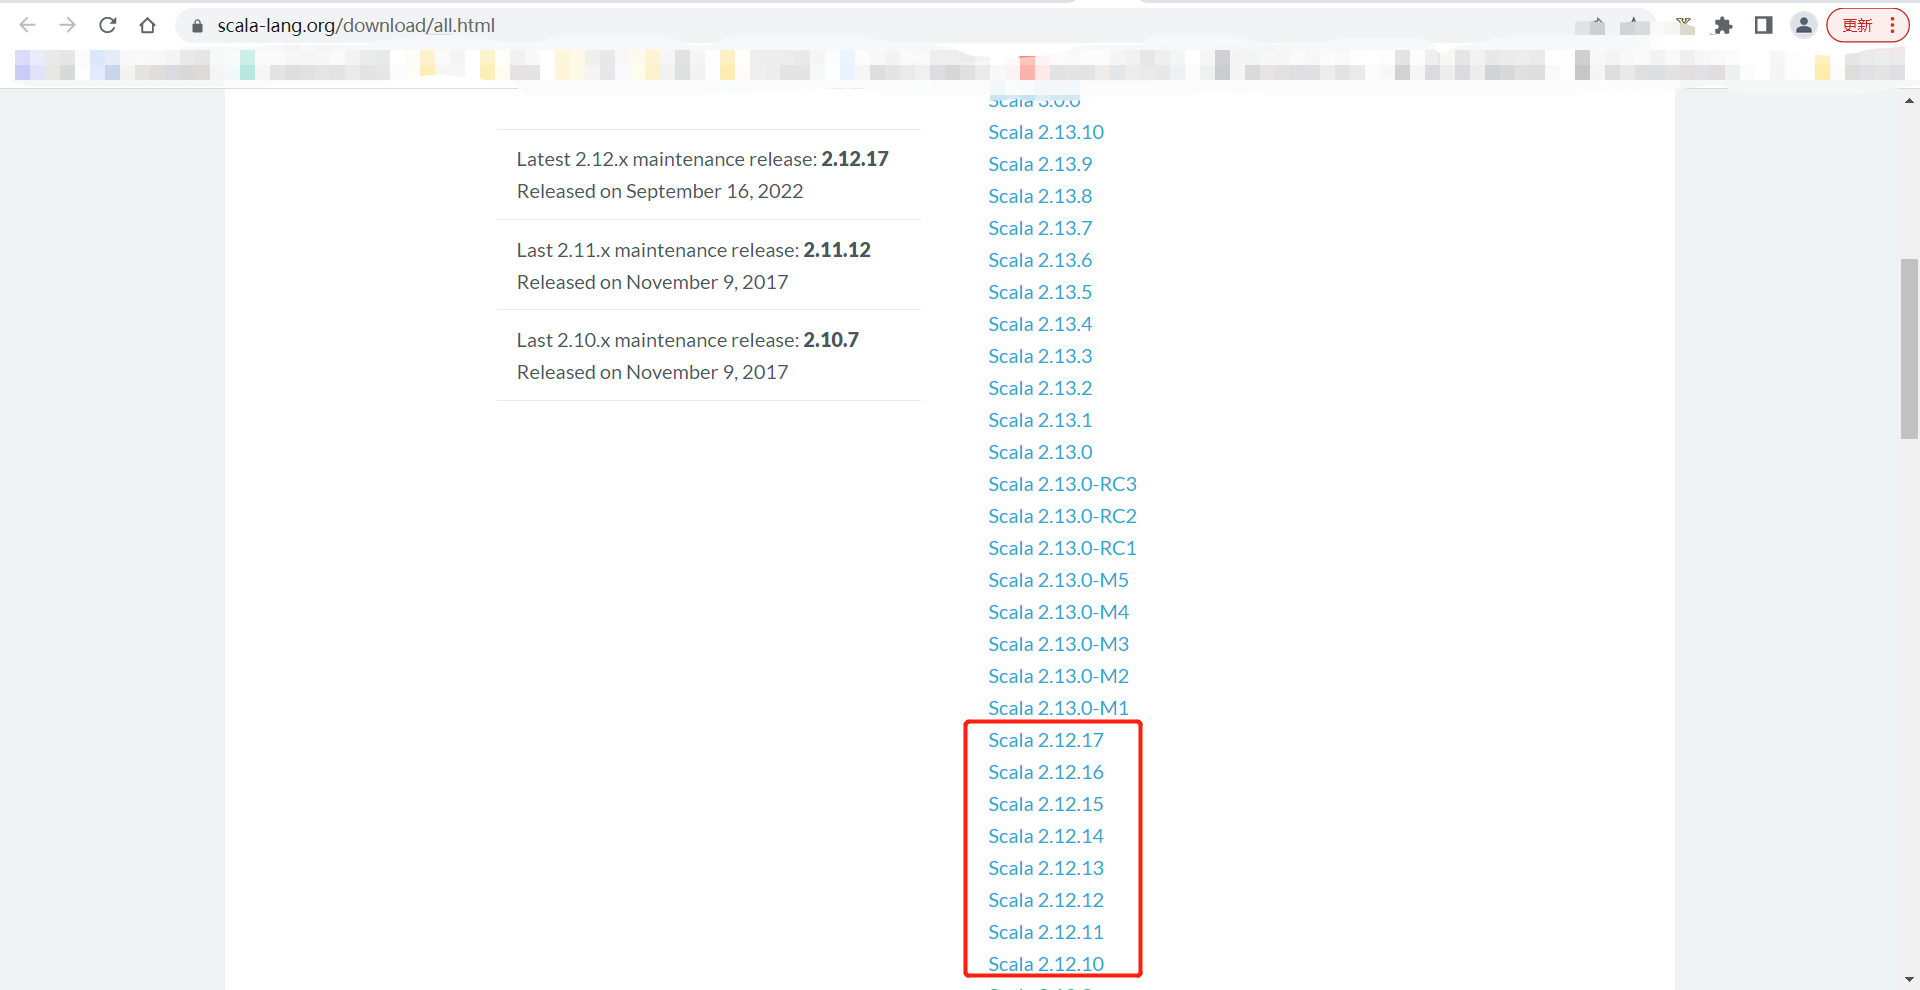 scala-lang.org/download/all.html
更新
Latest 2.12.x maintenance release: 2.12.17
Released on September 16, 2022
Last 2.11.x maintenance release: 2.11.12
Released on November 9, 2017
Last 2.10.x maintenance release: 2.10.7
Released on November 9, 2017
Scala 3.0.0
Scala 2.13.10
Scala 2.13.9
Scala 2.13.8
Scala 2.13.7
Scala 2.13.6
Scala 2.13.5
Scala 2.13.4
Scala 2.13.3
Scala 2.13.2
Scala 2.13.1
Scala 2.13.0
Scala 2.13.0-RC3
Scala 2.13.0-RC2
Scala 2.13.0-RC1
Scala 2.13.0-M5
Scala 2.13.0-M4
Scala 2.13.0-M3
Scala 2.13.0-M2
Scala 2.13.0-M1
Scala 2.12.17
Scala 2.12.16
Scala 2.12.15
Scala 2.12.14
Scala 2.12.13
Scala 2.12.12
Scala 2.12.11
Scala 2.12.10